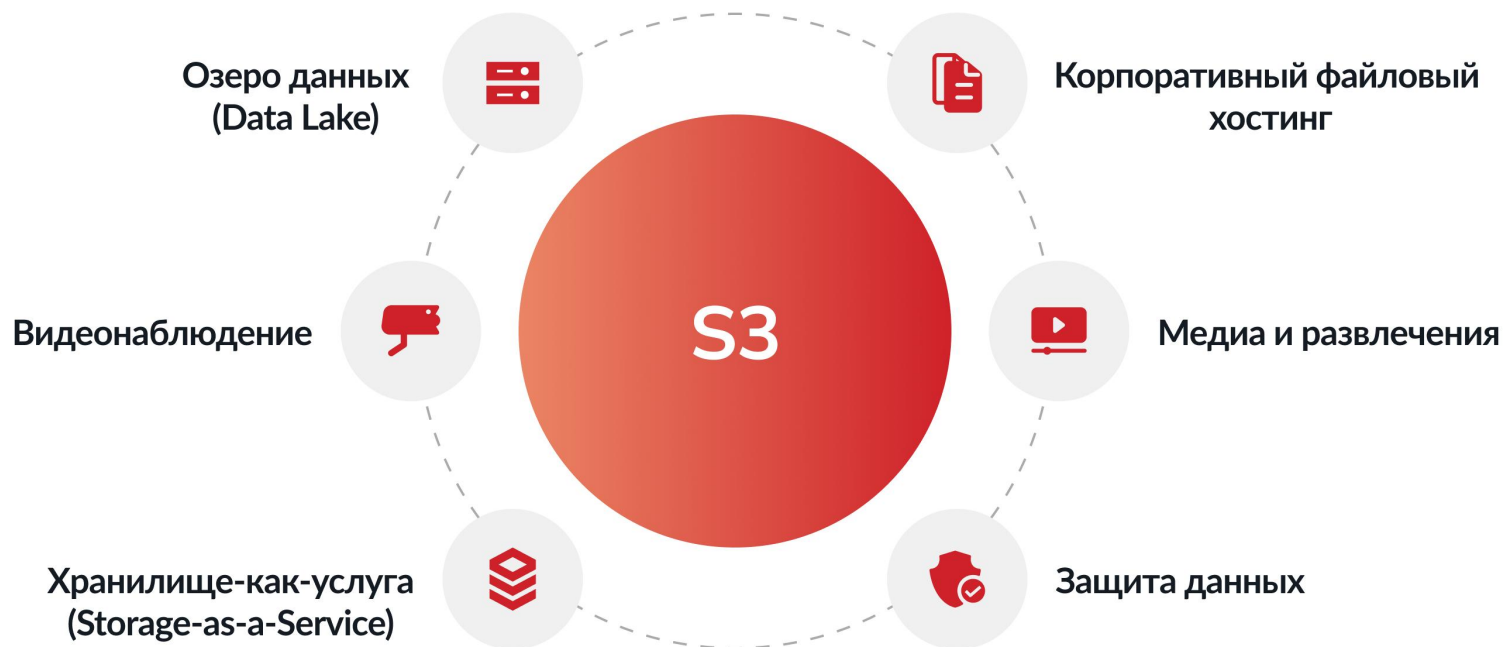 Озеро данных
(Data Lake)
Корпоративный файловый
хостинг
Видеонаблюдение
S3
Медиа и развлечения
Хранилище-как-услуга
(Storage-as-a-Service)
Защита данных